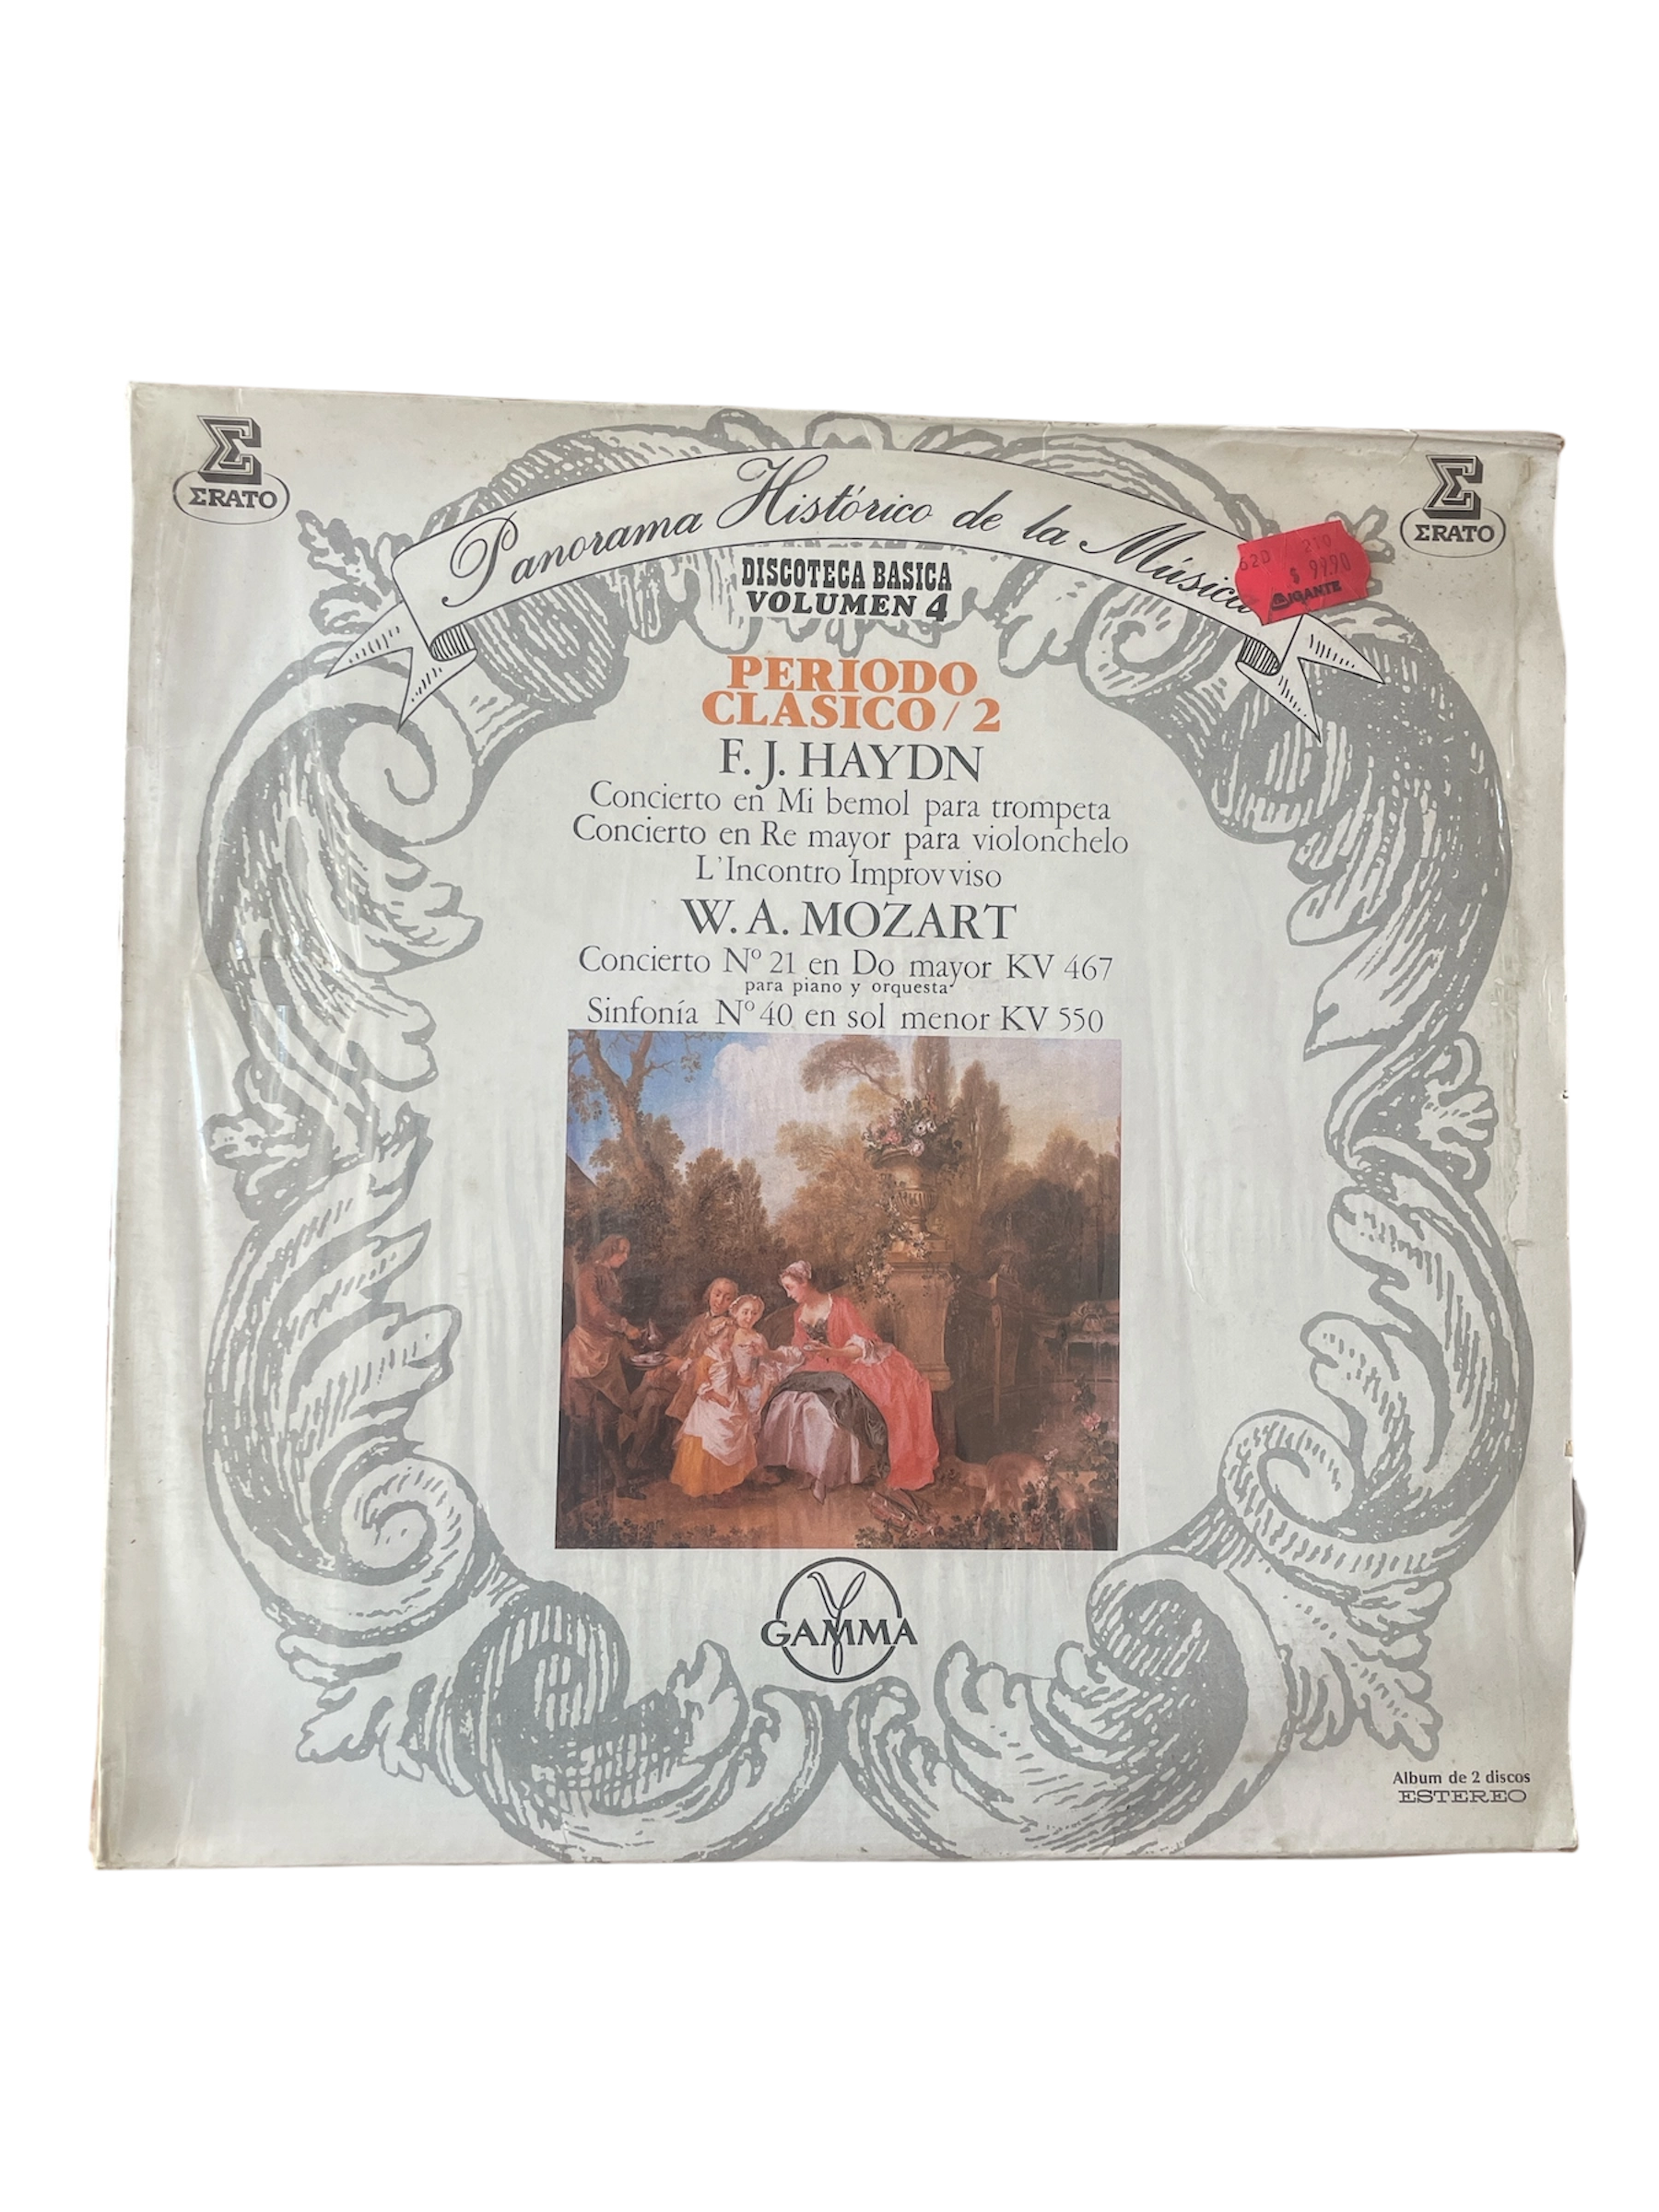 ΣRATO
ΣRATO
Panorama Histórico de la Música
62D / 210
$ 99.90
GIGANTE
DISCOTECA BASICA
VOLUMEN 4
PERIODO
CLASICO / 2
F. J. HAYDN
Concierto en Mi bemol para trompeta
Concierto en Re mayor para violonchelo
L'Incontro Improvviso
W. A. MOZART
Concierto Nº 21 en Do mayor KV 467
para piano y orquesta
Sinfonía Nº 40 en sol menor KV 550
GAMMA
Album de 2 discos
ESTEREO